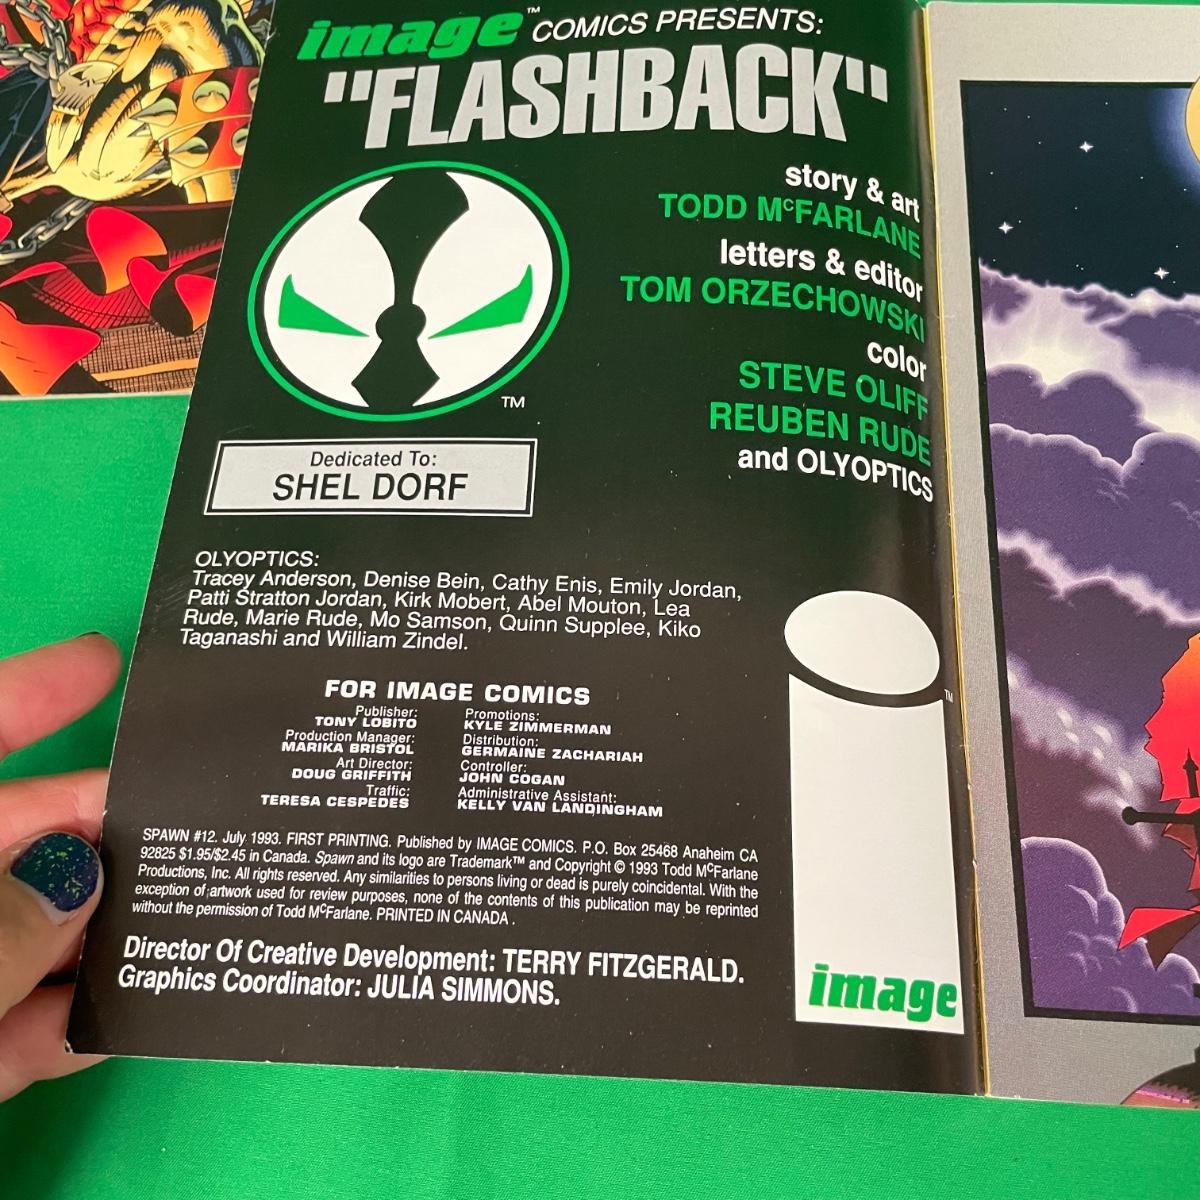 image™ COMICS PRESENTS:
"FLASHBACK"
story & art
TODD McFARLANE
letters & editor
TOM ORZECHOWSKI
color
STEVE OLIFF
REUBEN RUDE
and OLYOPTICS
TM
Dedicated To:
SHEL DORF
OLYOPTICS:
Tracey Anderson, Denise Bein, Cathy Enis, Emily Jordan,
Patti Stratton Jordan, Kirk Mobert, Abel Mouton, Lea
Rude, Marie Rude, Mo Samson, Quinn Supplee, Kiko
Taganashi and William Zindel.
FOR IMAGE COMICS
Publisher:
TONY LOBITO
Production Manager:
MARIKA BRISTOL
Art Director:
DOUG GRIFFITH
Traffic:
TERESA CESPEDES
Promotions:
KYLE ZIMMERMAN
Distribution:
GERMAINE ZACHARIAH
Controller:
JOHN COGAN
Administrative Assistant:
KELLY VAN LANDINGHAM
SPAWN #12. July 1993. FIRST PRINTING. Published by IMAGE COMICS. P.O. Box 25468 Anaheim CA
92825 $1.95/$2.45 in Canada. Spawn and its logo are Trademark™ and Copyright © 1993 Todd McFarlane
Productions, Inc. All rights reserved. Any similarities to persons living or dead is purely coincidental. With the
exception of artwork used for review purposes, none of the contents of this publication may be reprinted
without the permission of Todd McFarlane. PRINTED IN CANADA.
Director Of Creative Development: TERRY FITZGERALD.
Graphics Coordinator: JULIA SIMMONS.
TM
image